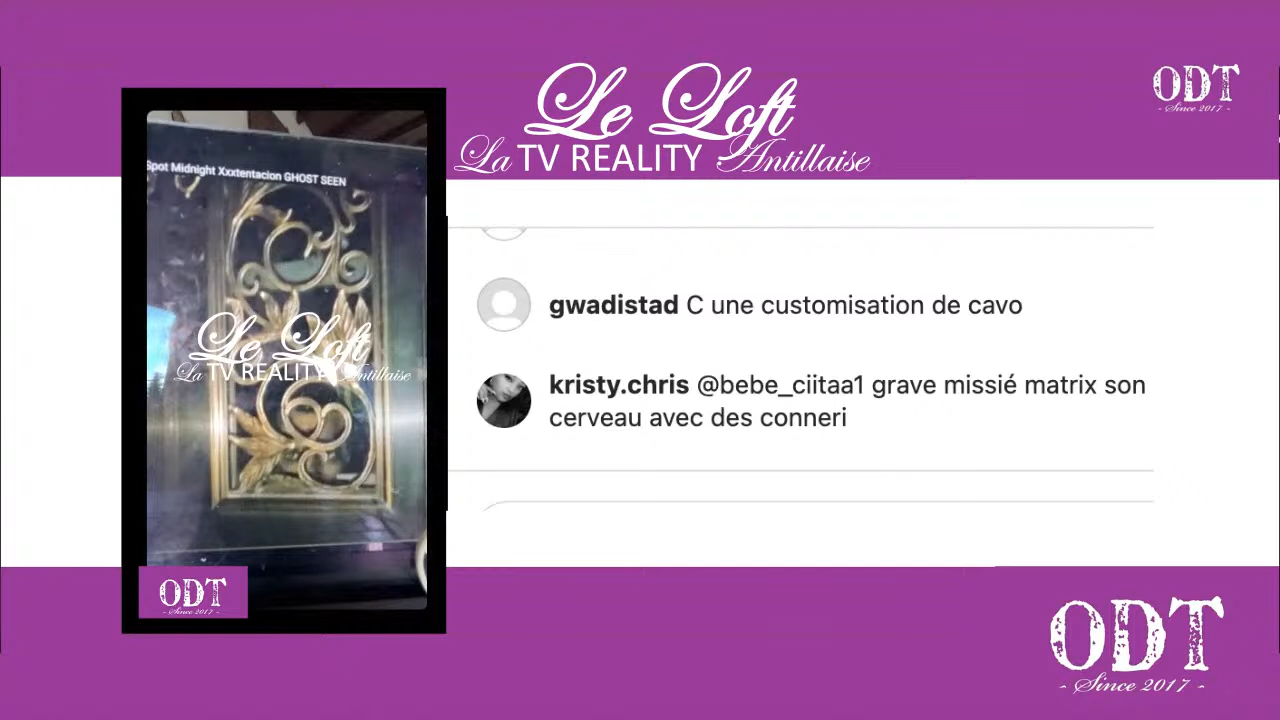 Le Loft
La TV REALITY Antillaise
ODT
- Since 2017 -
Spot Midnight Xxxtentacion GHOST SEEN
gwadistad C une customisation de cavo
kristy.chris @bebe_ciitaa1 grave missié matrix son
cerveau avec des conneri
Le Loft
La TV REALITY Antillaise
ODT
- Since 2017 -
ODT
- Since 2017 -